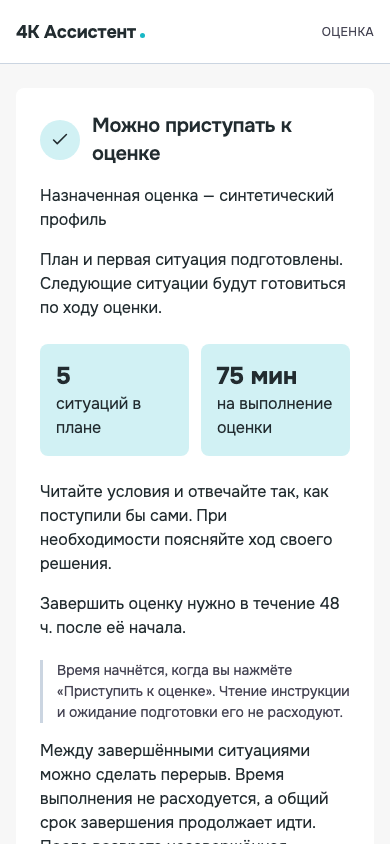 4К Ассистент
ОЦЕНКА
Можно приступать к
оценке
Назначенная оценка — синтетический
профиль
План и первая ситуация подготовлены.
Следующие ситуации будут готовиться
по ходу оценки.
5
ситуаций в
плане
75 мин
на выполнение
оценки
Читайте условия и отвечайте так, как
поступили бы сами. При
необходимости поясняйте ход своего
решения.
Завершить оценку нужно в течение 48
ч. после её начала.
Время начнётся, когда вы нажмёте
«Приступить к оценке». Чтение инструкции
и ожидание подготовки его не расходуют.
Между завершёнными ситуациями
можно сделать перерыв. Время
выполнения не расходуется, а общий
срок завершения продолжает идти.
После возврата незавершённая